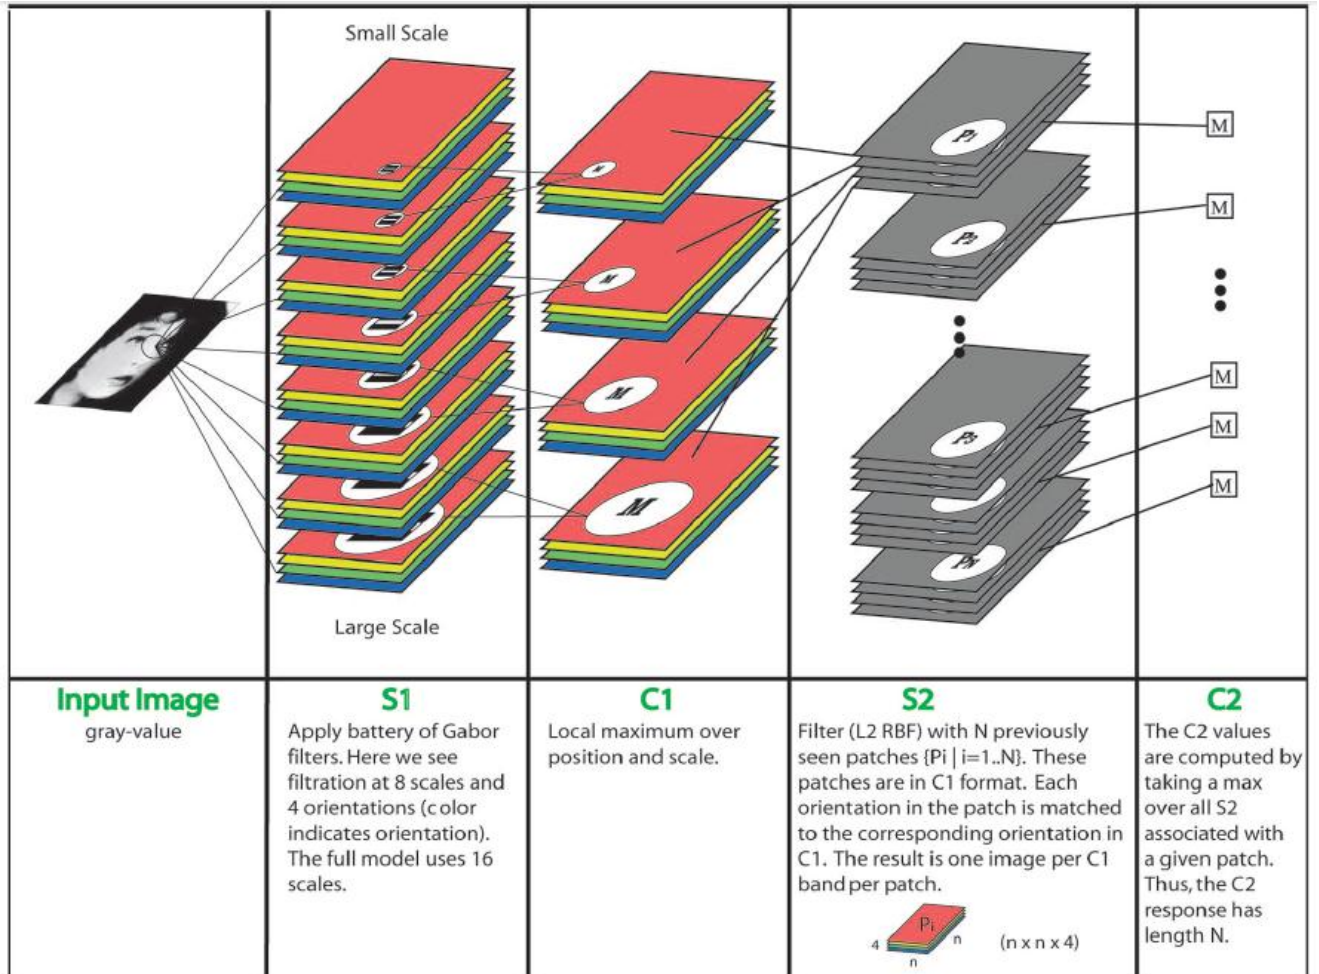 Small Scale
M
M
M
M
P1
P2
P3
PN
M
M
M
M
M
Large Scale
Input Image
gray-value
S1
Apply battery of Gabor
filters. Here we see
filtration at 8 scales and
4 orientations (color
indicates orientation).
The full model uses 16
scales.
C1
Local maximum over
position and scale.
S2
Filter (L2 RBF) with N previously
seen patches {Pi | i=1..N}. These
patches are in C1 format. Each
orientation in the patch is matched
to the corresponding orientation in
C1. The result is one image per C1
band per patch.
Pi
4
n
n
(n x n x 4)
C2
The C2 values
are computed by
taking a max
over all S2
associated with
a given patch.
Thus, the C2
response has
length N.